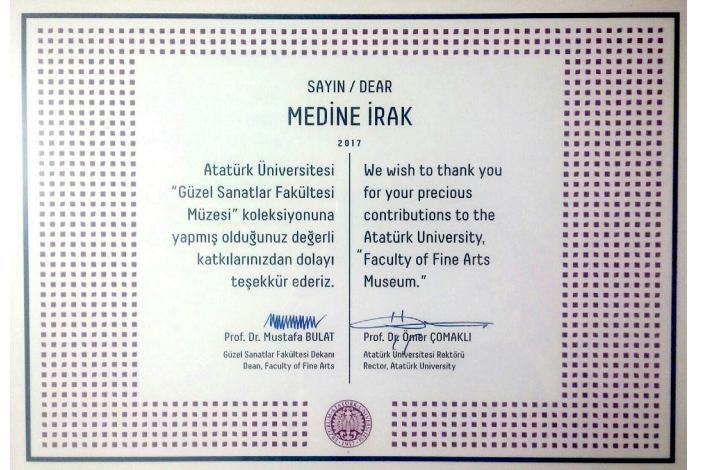 SAYIN / DEAR
MEDİNE İRAK
2017
Atatürk Üniversitesi
"Güzel Sanatlar Fakültesi
Müzesi" koleksiyonuna
yapmış olduğunuz değerli
katkılarınızdan dolayı
teşekkür ederiz.
Prof. Dr. Mustafa BULAT
Güzel Sanatlar Fakültesi Dekanı
Dean, Faculty of Fine Arts
We wish to thank you
for your precious
contributions to the
Atatürk University,
"Faculty of Fine Arts
Museum."
Prof. Dr. Ömer ÇOMAKLI
Atatürk Üniversitesi Rektörü
Rector, Atatürk University